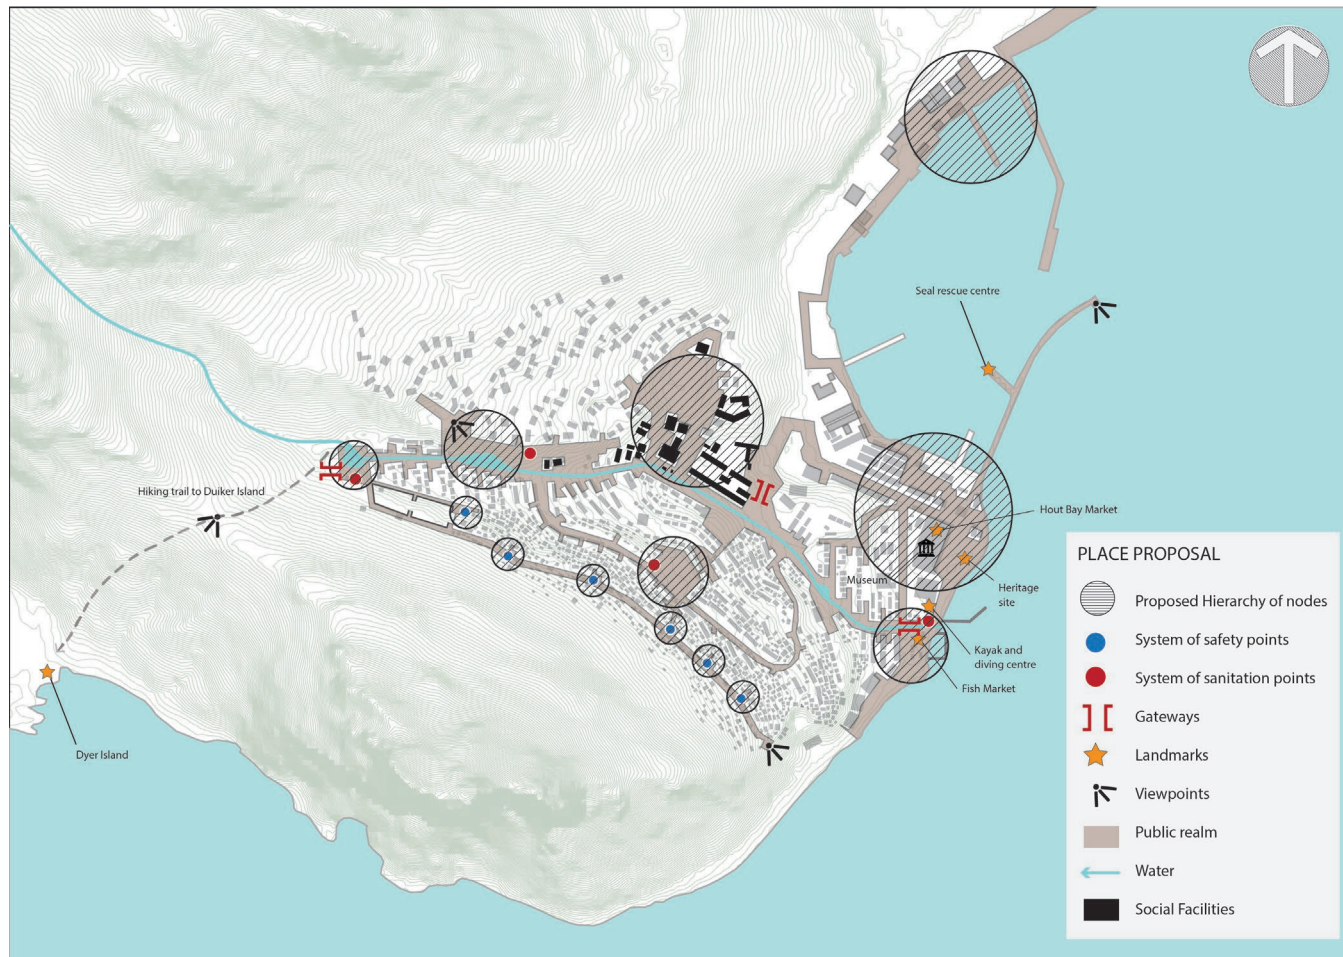 Seal rescue centre
Hiking trail to Duiker Island
Hout Bay Market
Museum
Heritage
site
Kayak and
diving centre
Fish Market
Dyer Island
PLACE PROPOSAL
Proposed Hierarchy of nodes
System of safety points
System of sanitation points
Gateways
Landmarks
Viewpoints
Public realm
Water
Social Facilities